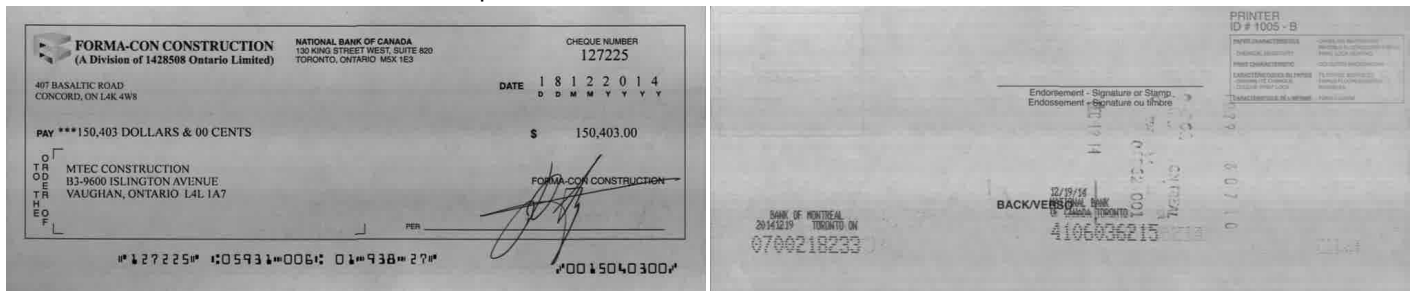 FORMA-CON CONSTRUCTION
(A Division of 1428508 Ontario Limited)
407 BASALTIC ROAD
CONCORD, ON L4K 4W8
NATIONAL BANK OF CANADA
130 KING STREET WEST, SUITE 820
TORONTO, ONTARIO M5X 1E3
CHEQUE NUMBER
127225
DATE 1 8 1 2 2 0 1 4
D D M M Y Y Y Y
PAY ***150,403 DOLLARS & 00 CENTS
$ 150,403.00
TO THE ORDER OF
MTEC CONSTRUCTION
B3-9600 ISLINGTON AVENUE
VAUGHAN, ONTARIO L4L 1A7
FORMA-CON CONSTRUCTION
PER
⑈127225⑈ ⑆05931⑉006⑆ 01⑉938⑉27⑈
⑇0015040300⑇
PRINTER
ID # 1005 - B
Endorsement - Signature or Stamp
Endossement - Signature ou timbre
BACK/VERSO
12/19/14
NATIONAL BANK
OF CANADA TORONTO
4106036215
BANK OF MONTREAL
20141219 TORONTO ON
0700218233